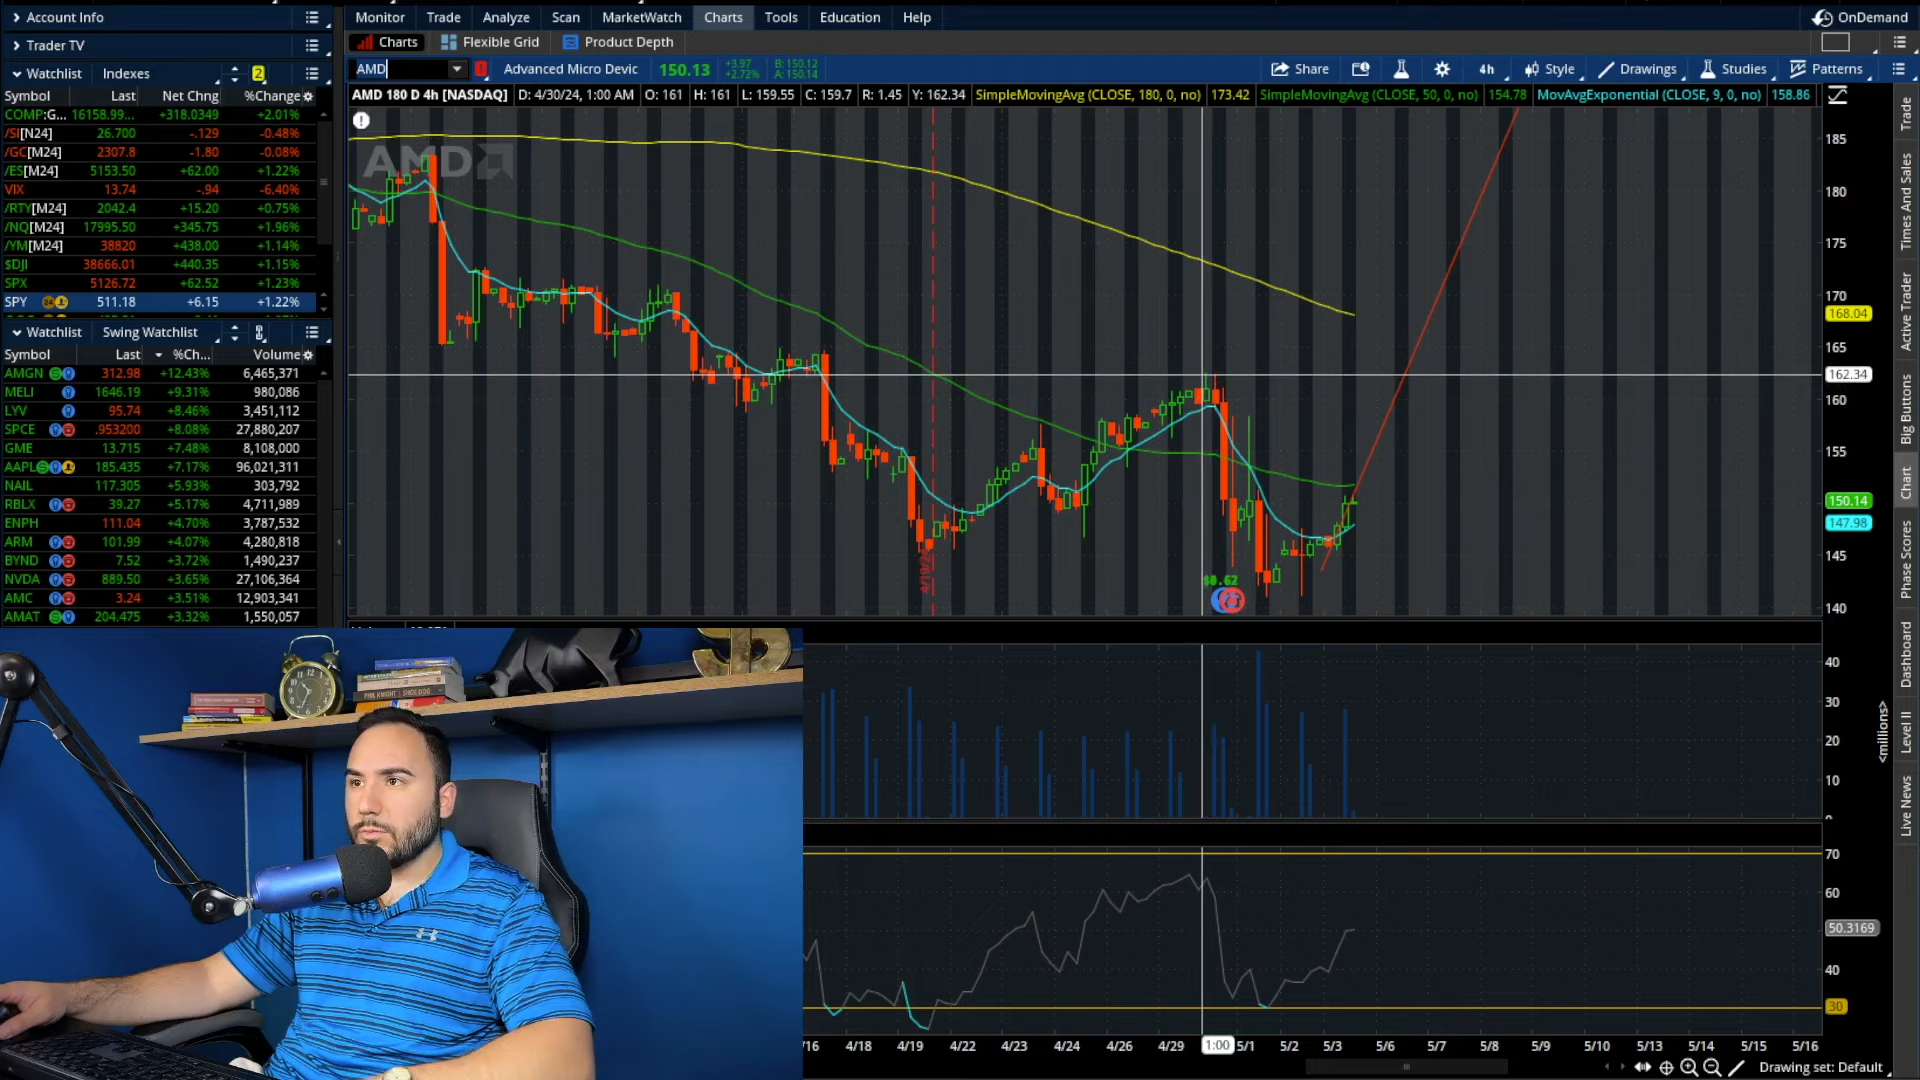 Account Info
Trader TV
Watchlist Indexes 2
Symbol Last Net Chng %Change
COMP:G... 16158.99... +318.0349 +2.01%
/SI[N24] 26.700 -.129 -0.48%
/GC[M24] 2307.8 -1.80 -0.08%
/ES[M24] 5153.50 +62.00 +1.22%
VIX 13.74 -.94 -6.40%
/RTY[M24] 2042.4 +15.20 +0.75%
/NQ[M24] 17995.50 +345.75 +1.96%
/YM[M24] 38820 +438.00 +1.14%
$DJI 38666.01 +440.35 +1.15%
SPX 5126.72 +62.52 +1.23%
SPY 511.18 +6.15 +1.22%
Watchlist Swing Watchlist
Symbol Last %Ch... Volume
AMGN 312.98 +12.43% 6,465,371
MELI 1646.19 +9.31% 980,086
LYV 95.74 +8.46% 3,451,112
SPCE .953200 +8.08% 27,880,207
GME 13.715 +7.48% 8,108,000
AAPL 185.435 +7.17% 96,021,311
NAIL 117.305 +5.93% 303,792
RBLX 39.27 +5.17% 4,711,989
ENPH 111.04 +4.70% 3,787,532
ARM 101.99 +4.07% 4,280,818
BYND 7.52 +3.72% 1,490,237
NVDA 889.50 +3.65% 27,106,364
AMC 3.24 +3.51% 12,903,341
AMAT 204.475 +3.32% 1,550,057
Monitor Trade Analyze Scan MarketWatch Charts Tools Education Help OnDemand
Charts Flexible Grid Product Depth
AMD Advanced Micro Devic 150.13 +3.97 +2.72% B: 150.12 A: 150.14 Share 4h Style Drawings Studies Patterns
AMD 180 D 4h [NASDAQ] D: 4/30/24, 1:00 AM O: 161 H: 161 L: 159.55 C: 159.7 R: 1.45 Y: 162.34 SimpleMovingAvg (CLOSE, 180, 0, no) 173.42 SimpleMovingAvg (CLOSE, 50, 0, no) 154.78 MovAvgExponential (CLOSE, 9, 0, no) 158.86
AMD
185
180
175
170
168.04
165
162.34
160
155
150.14
147.98
145
140
$0.62
40
30
20
10
<millions>
70
60
50.3169
40
30
/16 4/18 4/19 4/22 4/23 4/24 4/26 4/29 1:00 5/1 5/2 5/3 5/6 5/7 5/8 5/9 5/10 5/13 5/14 5/15 5/16
Drawing set: Default
Trade
Times And Sales
Active Trader
Big Buttons
Chart
Phase Scores
Dashboard
Level II
Live News
PHIL KNIGHT SHOE DOG